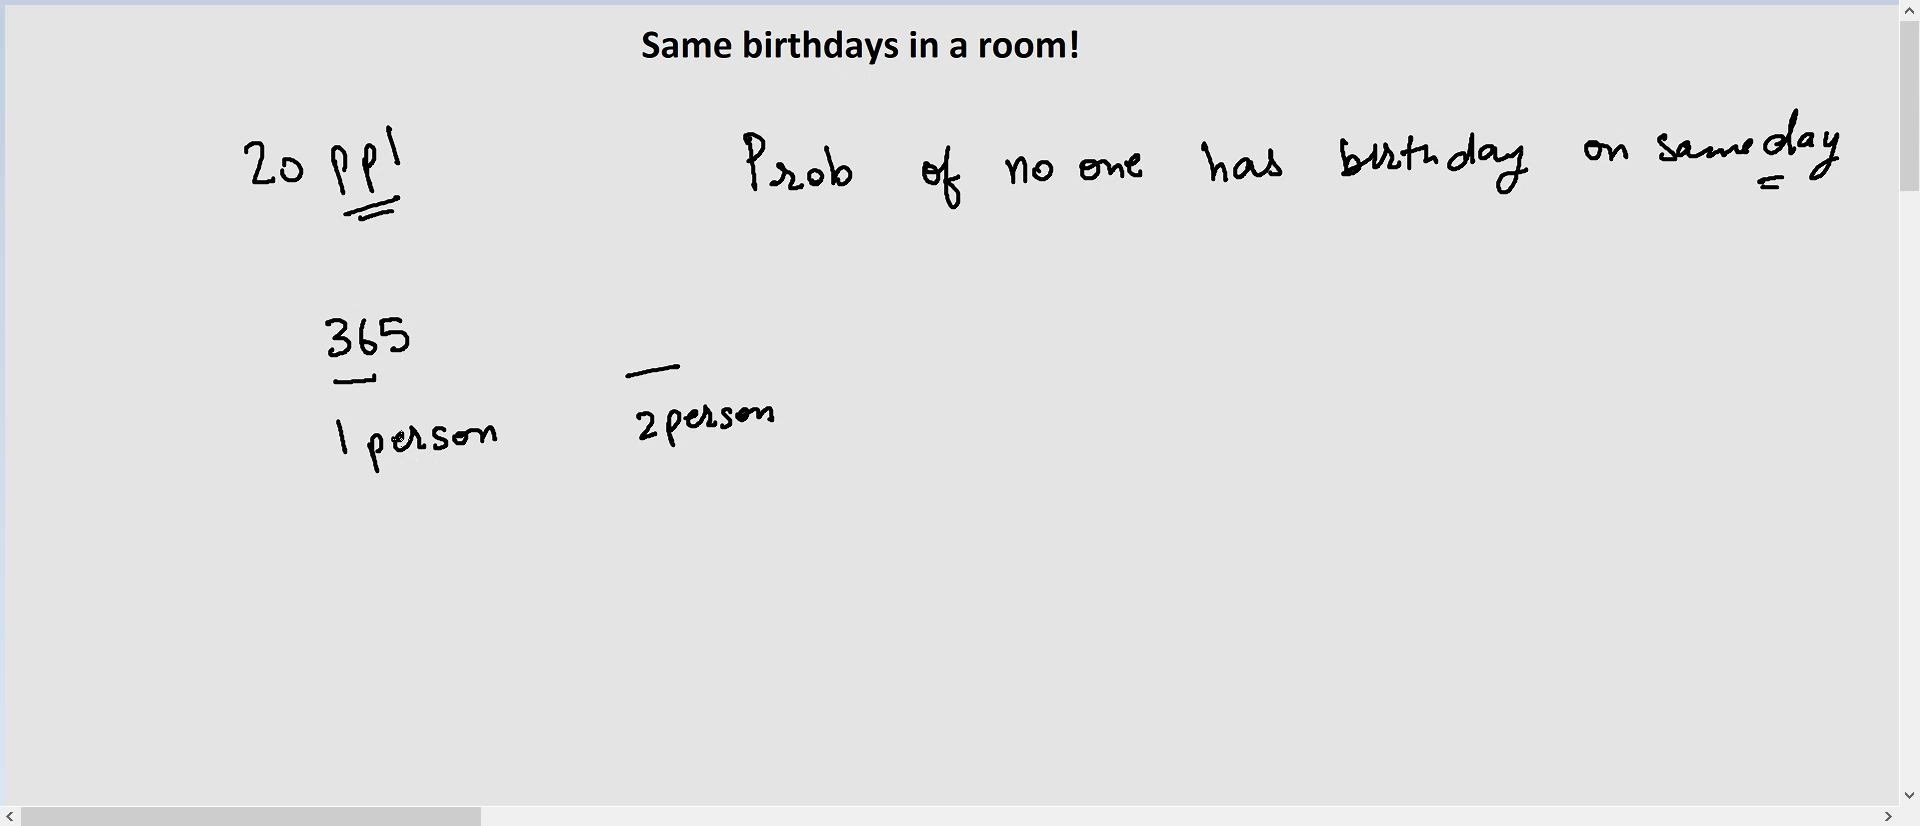 Same birthdays in a room!
20 ppl
Prob of no one has birthday on same day
365
1 person
2 person